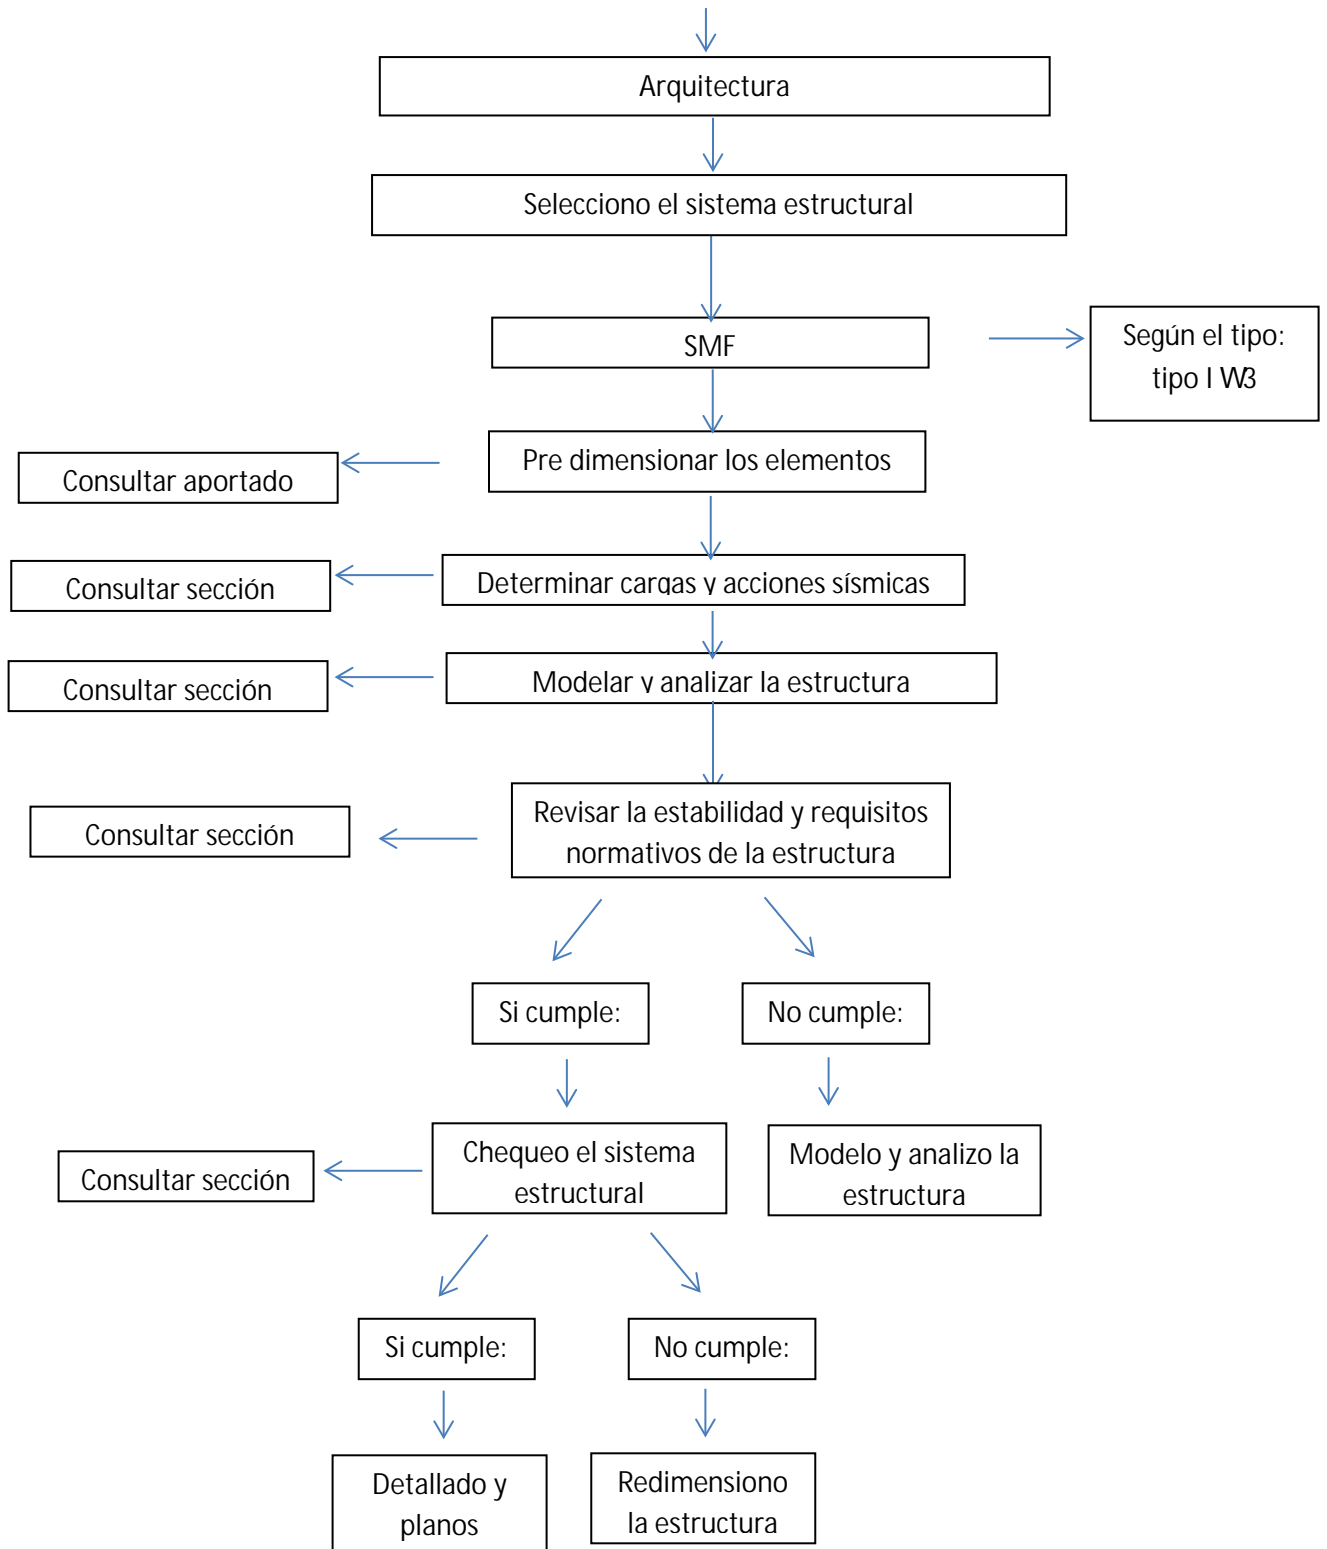 Arquitectura
Selecciono el sistema estructural
SMF
Según el tipo:
tipo I W3
Pre dimensionar los elementos
Consultar aportado
Determinar cargas y acciones sísmicas
Consultar sección
Modelar y analizar la estructura
Consultar sección
Revisar la estabilidad y requisitos
normativos de la estructura
Consultar sección
Si cumple:
No cumple:
Chequeo el sistema
estructural
Modelo y analizo la
estructura
Consultar sección
Si cumple:
No cumple:
Detallado y
planos
Redimensiono
la estructura